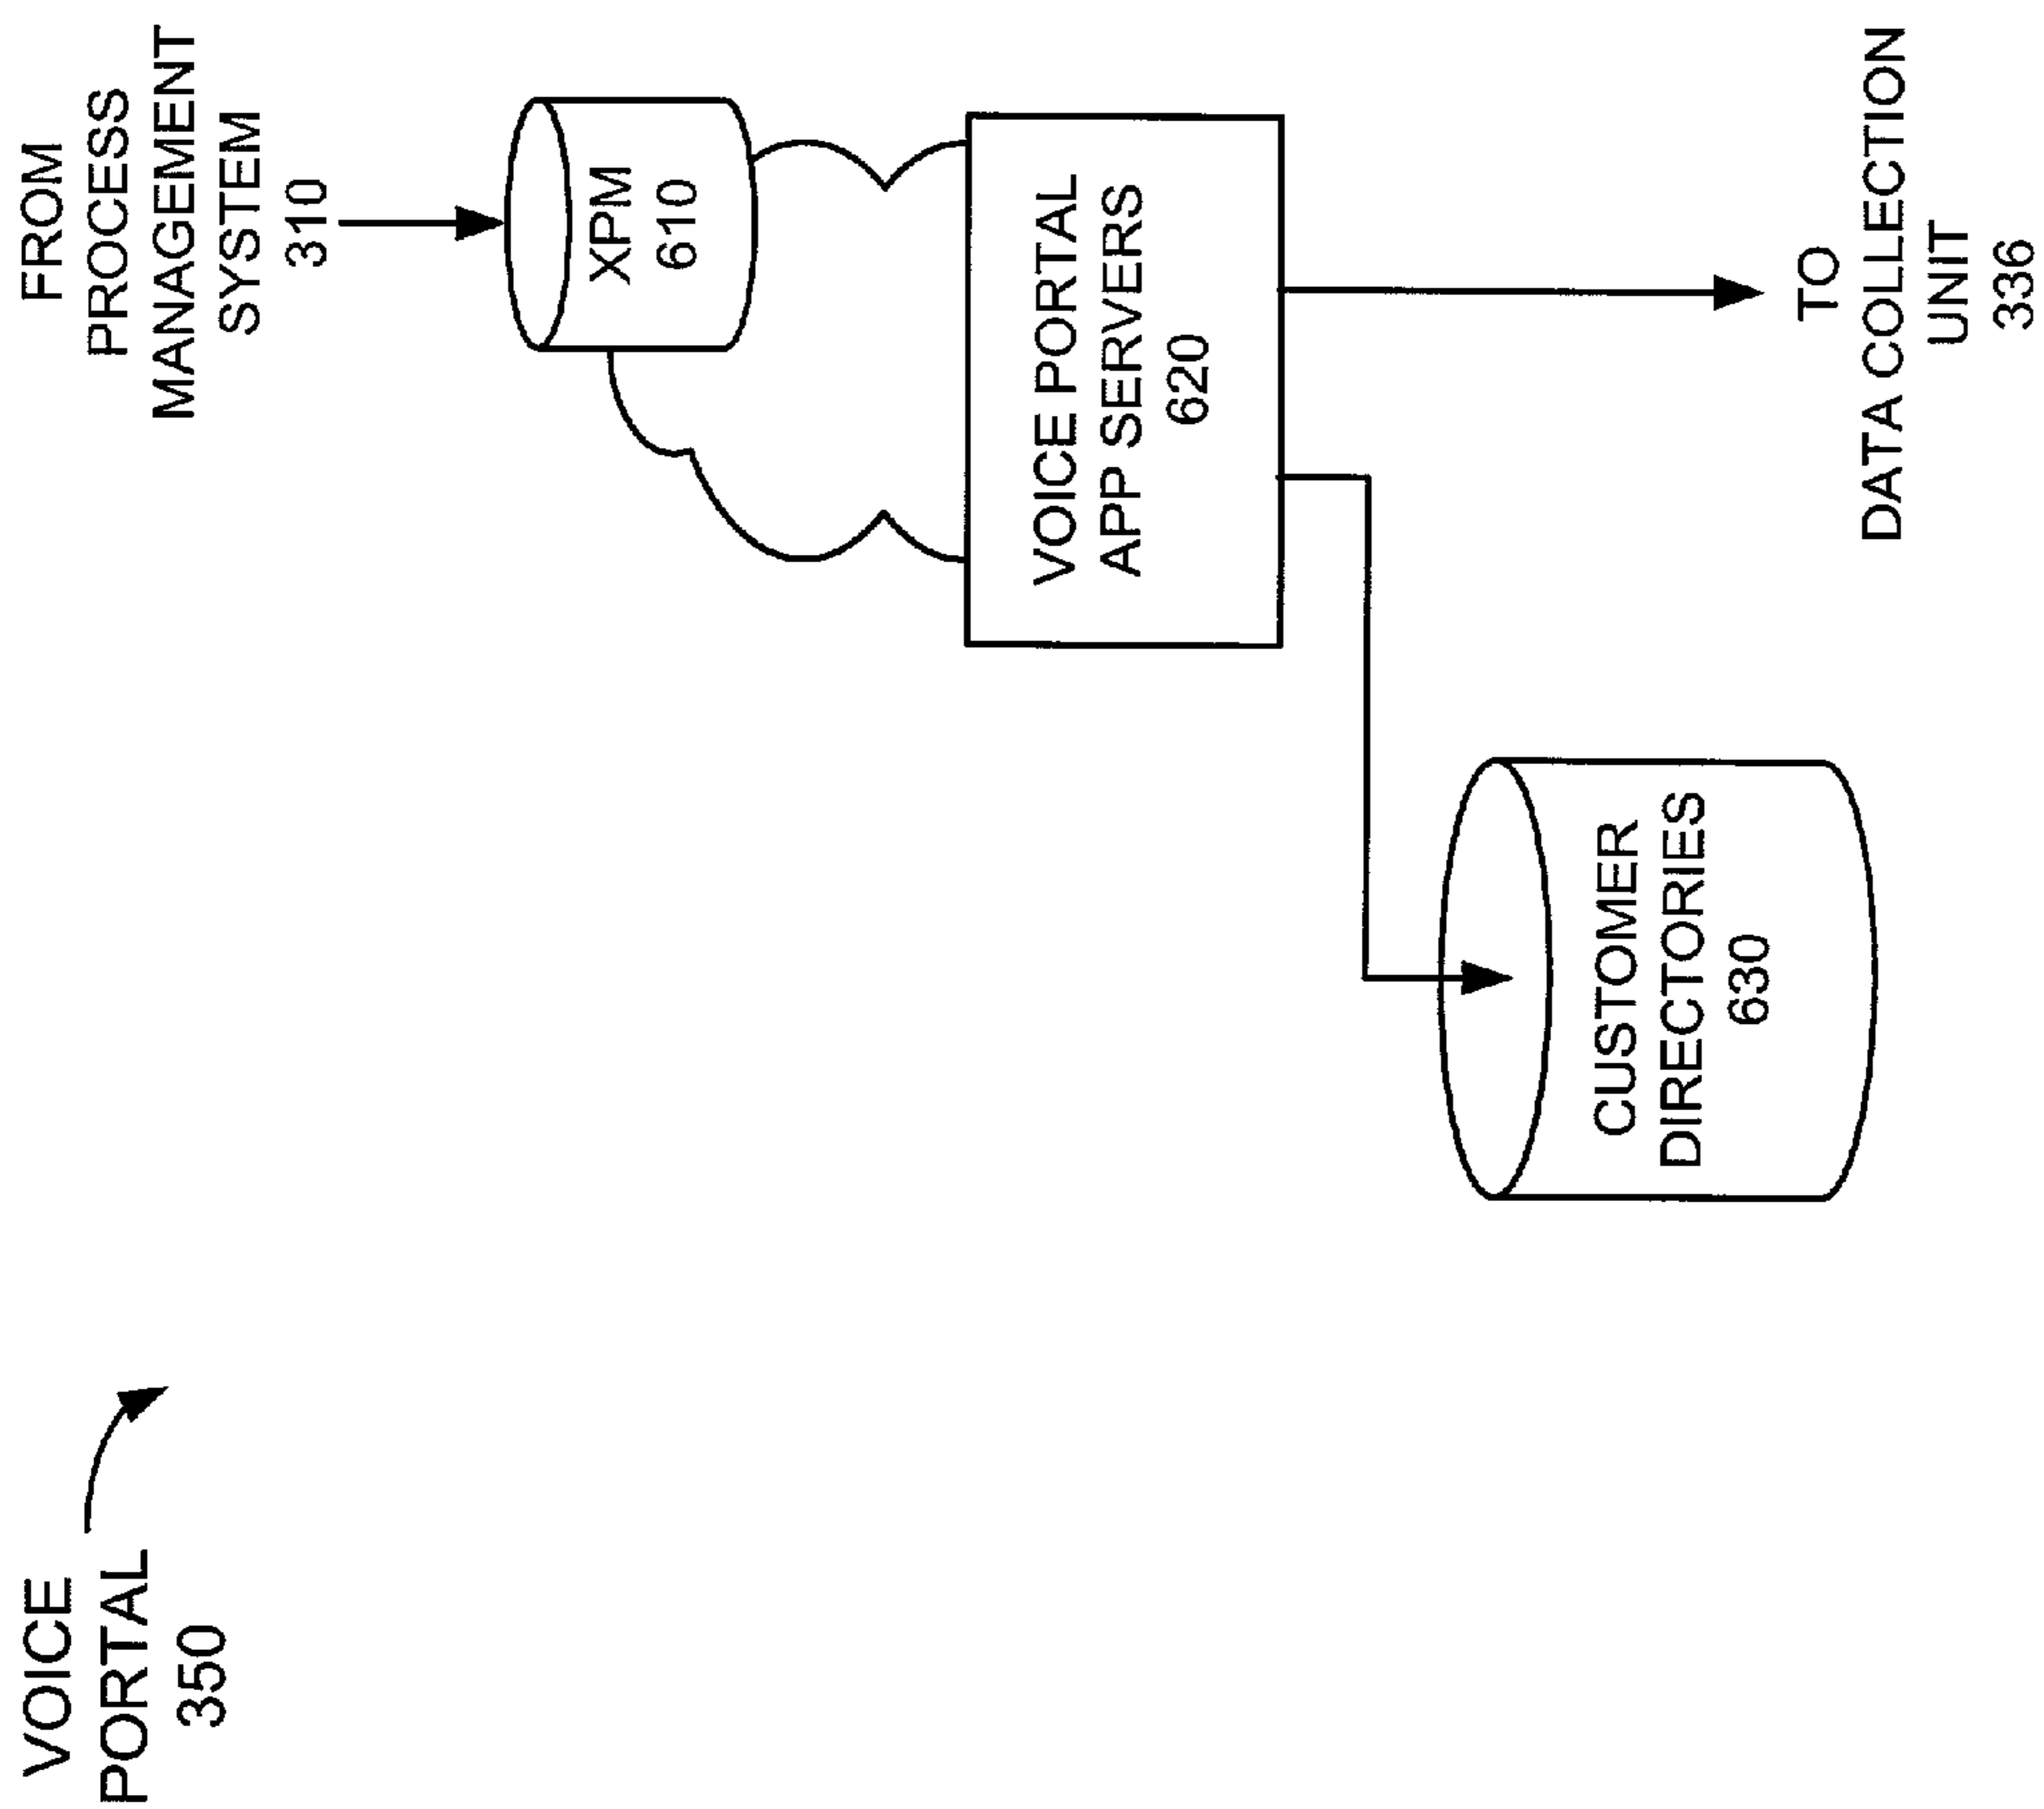 VOICE
PORTAL
350
FROM
PROCESS
MANAGEMENT
SYSTEM
310
XPM
610
VOICE PORTAL
APP SERVERS
620
CUSTOMER
DIRECTORIES
630
TO
DATA COLLECTION
UNIT
336